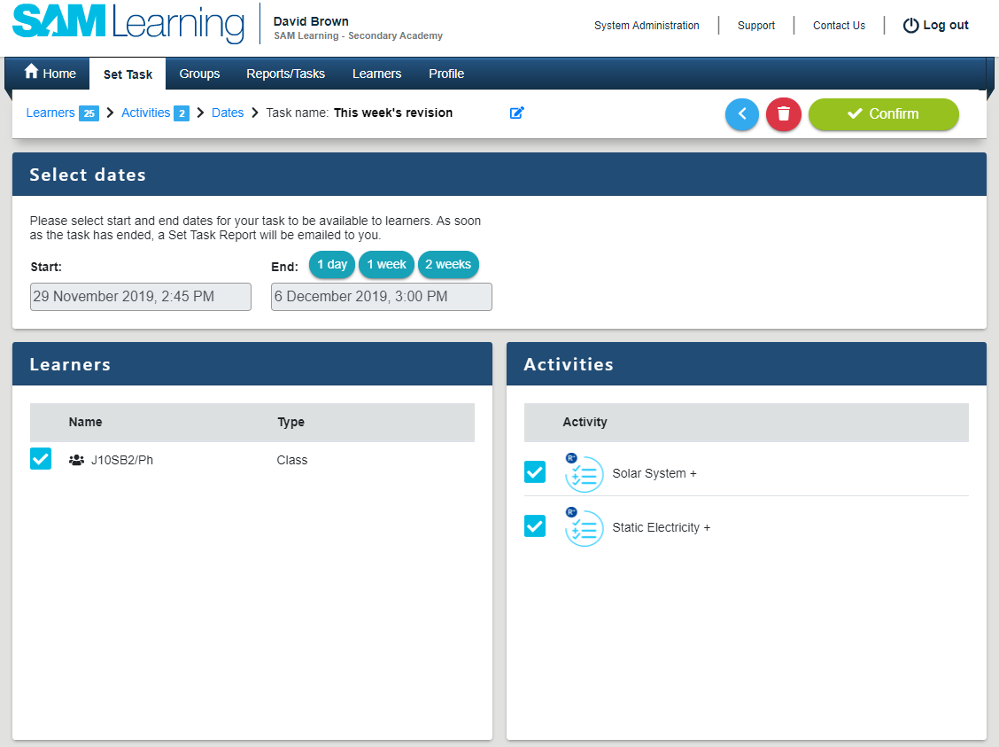 SAM Learning
David Brown
SAM Learning - Secondary Academy
System Administration
Support
Contact Us
Log out
Home
Set Task
Groups
Reports/Tasks
Learners
Profile
Learners 25 Activities 2 Dates Task name: This week's revision
Confirm
Select dates
Please select start and end dates for your task to be available to learners. As soon
as the task has ended, a Set Task Report will be emailed to you.
Start:
End: 1 day 1 week 2 weeks
29 November 2019, 2:45 PM
6 December 2019, 3:00 PM
Learners
Name Type
J10SB2/Ph Class
Activities
Activity
R+
Solar System +
R+
Static Electricity +